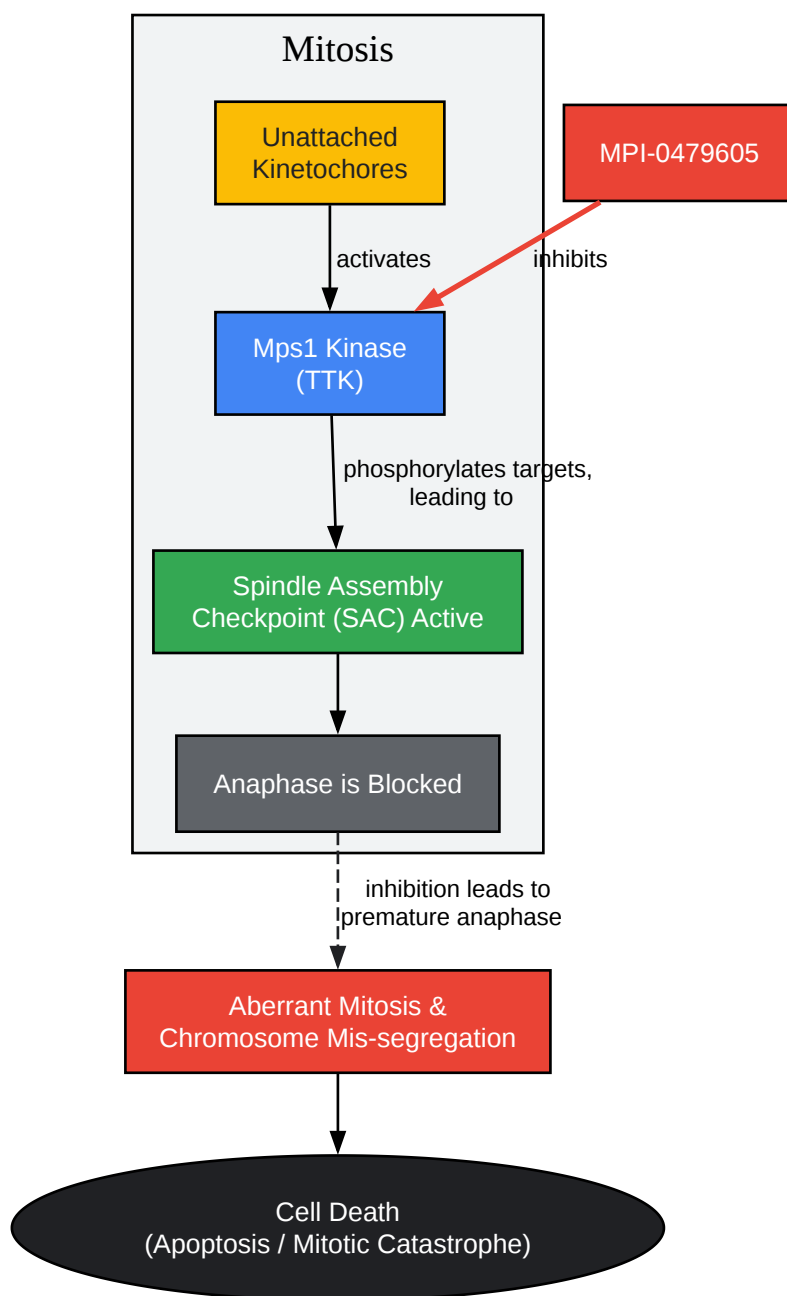 Mitosis
Unattached
Kinetochores
MPI-0479605
activates
inhibits
Mps1 Kinase
(TTK)
phosphorylates targets,
leading to
Spindle Assembly
Checkpoint (SAC) Active
Anaphase is Blocked
inhibition leads to
premature anaphase
Aberrant Mitosis &
Chromosome Mis-segregation
Cell Death
(Apoptosis / Mitotic Catastrophe)